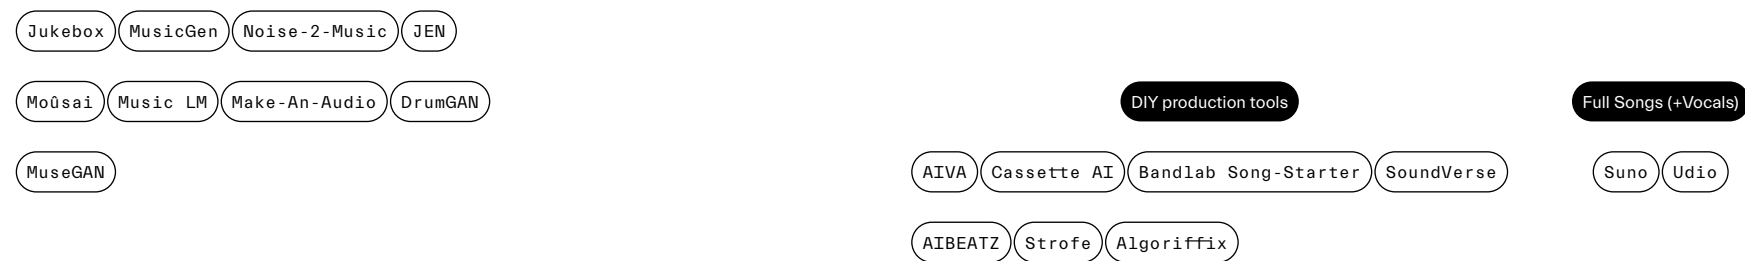 Jukebox MusicGen Noise-2-Music JEN
Moûsai Music LM Make-An-Audio DrumGAN
MuseGAN
DIY production tools
AIVA Cassette AI Bandlab Song-Starter SoundVerse
AIBEATZ Strofe Algoriffix
Full Songs (+Vocals)
Suno Udio